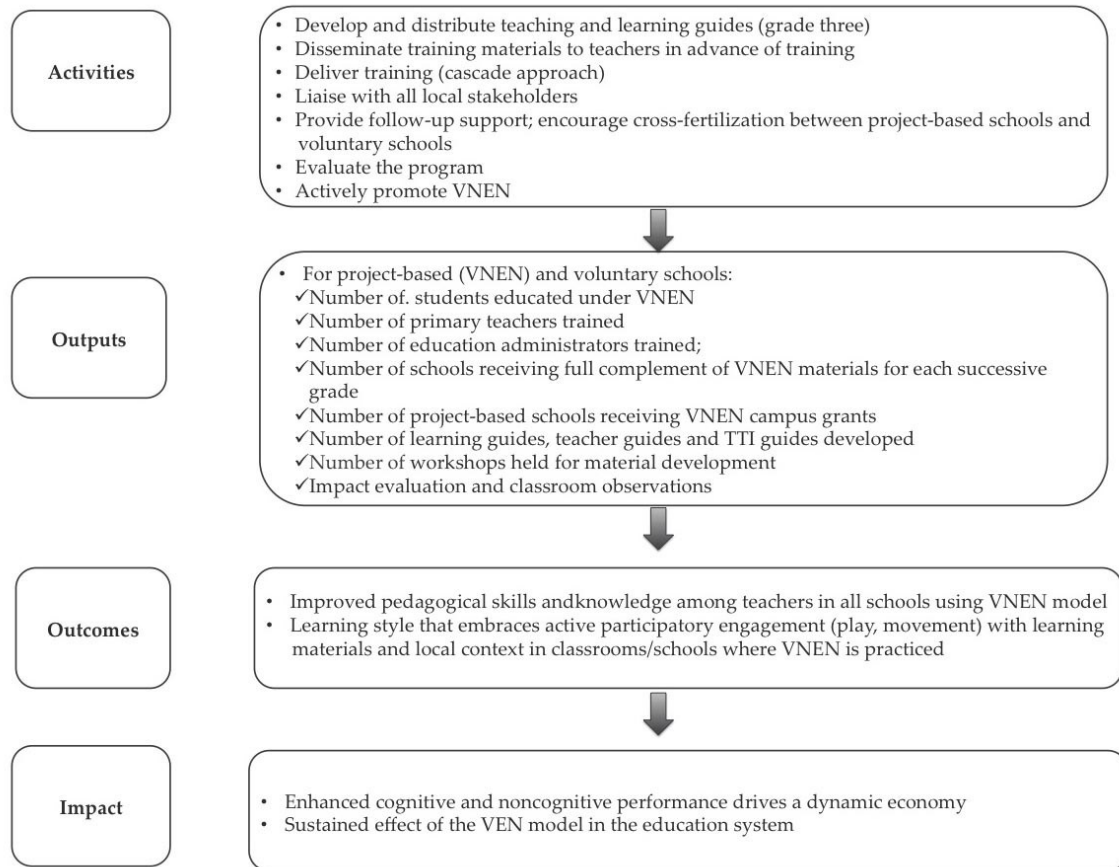 Activities
• Develop and distribute teaching and learning guides (grade three)
• Disseminate training materials to teachers in advance of training
• Deliver training (cascade approach)
• Liaise with all local stakeholders
• Provide follow-up support; encourage cross-fertilization between project-based schools and
voluntary schools
• Evaluate the program
• Actively promote VNEN
Outputs
• For project-based (VNEN) and voluntary schools:
✓Number of. students educated under VNEN
✓Number of primary teachers trained
✓Number of education administrators trained;
✓Number of schools receiving full complement of VNEN materials for each successive
grade
✓Number of project-based schools receiving VNEN campus grants
✓Number of learning guides, teacher guides and TTI guides developed
✓Number of workshops held for material development
✓Impact evaluation and classroom observations
Outcomes
• Improved pedagogical skills andknowledge among teachers in all schools using VNEN model
• Learning style that embraces active participatory engagement (play, movement) with learning
materials and local context in classrooms/schools where VNEN is practiced
Impact
• Enhanced cognitive and noncognitive performance drives a dynamic economy
• Sustained effect of the VEN model in the education system